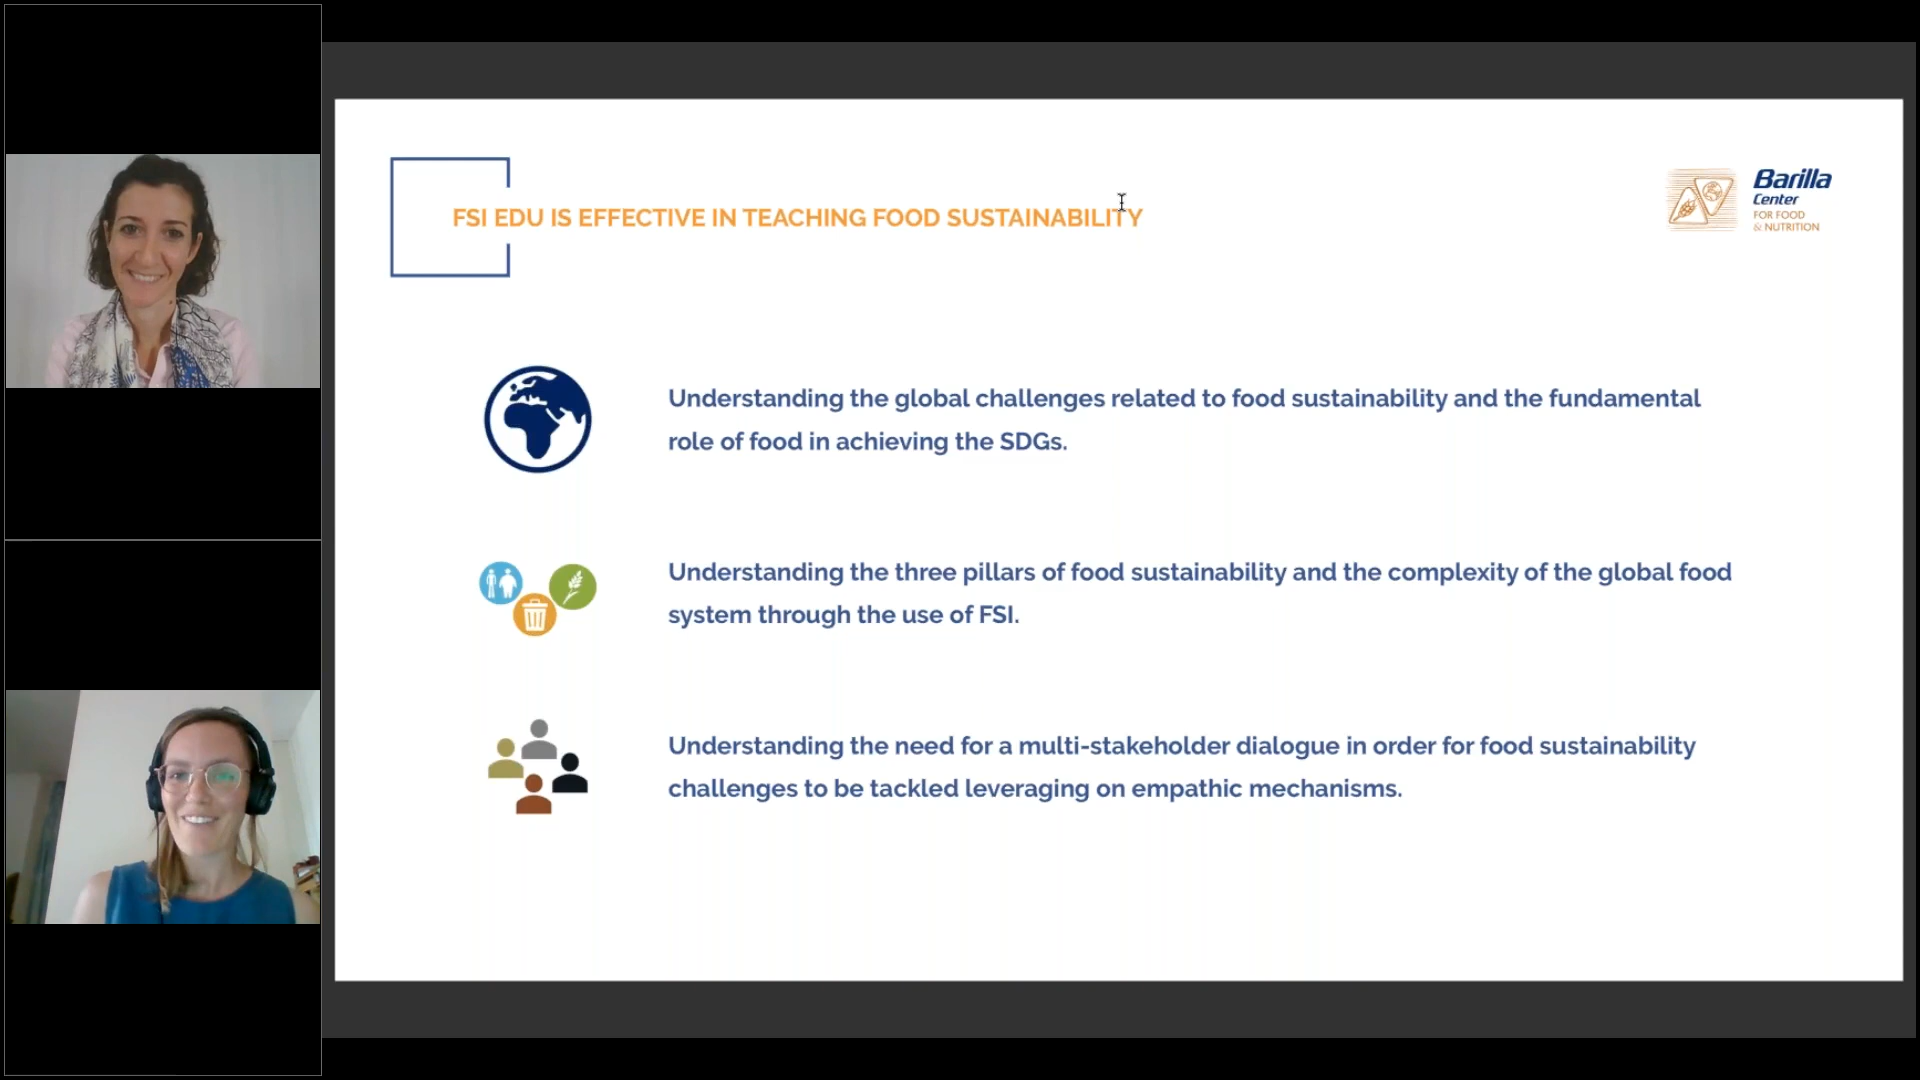 FSI EDU IS EFFECTIVE IN TEACHING FOOD SUSTAINABILITY
Barilla
Center
FOR FOOD
& NUTRITION
Understanding the global challenges related to food sustainability and the fundamental
role of food in achieving the SDGs.
Understanding the three pillars of food sustainability and the complexity of the global food
system through the use of FSI.
Understanding the need for a multi-stakeholder dialogue in order for food sustainability
challenges to be tackled leveraging on empathic mechanisms.